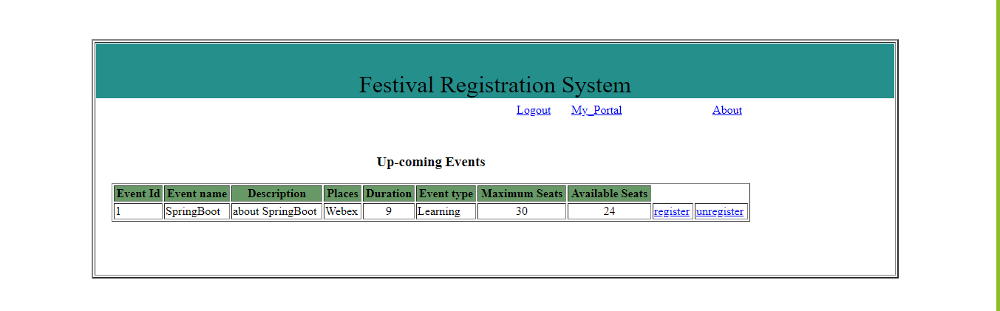 Festival Registration System
Logout My_Portal About
Up-coming Events
Event Id Event name Description Places Duration Event type Maximum Seats Available Seats
1 SpringBoot about SpringBoot Webex 9 Learning 30 24 register unregister